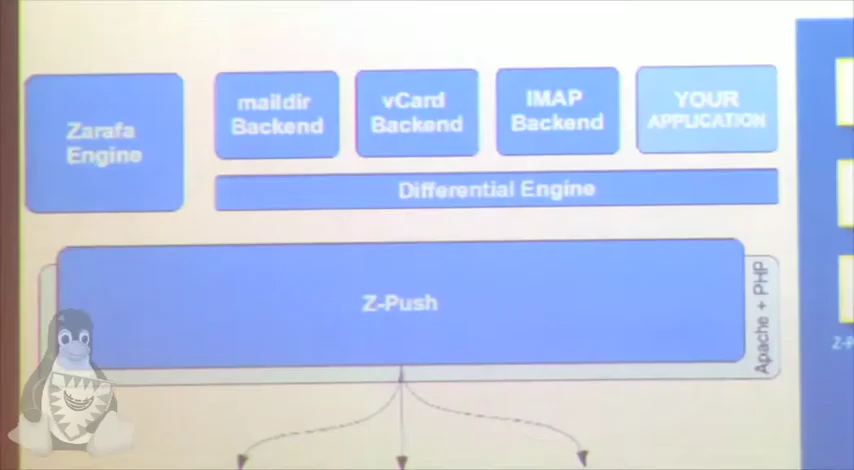 Zarafa
Engine
maildir
Backend
vCard
Backend
IMAP
Backend
YOUR
APPLICATION
Differential Engine
Z-Push
Apache + PHP